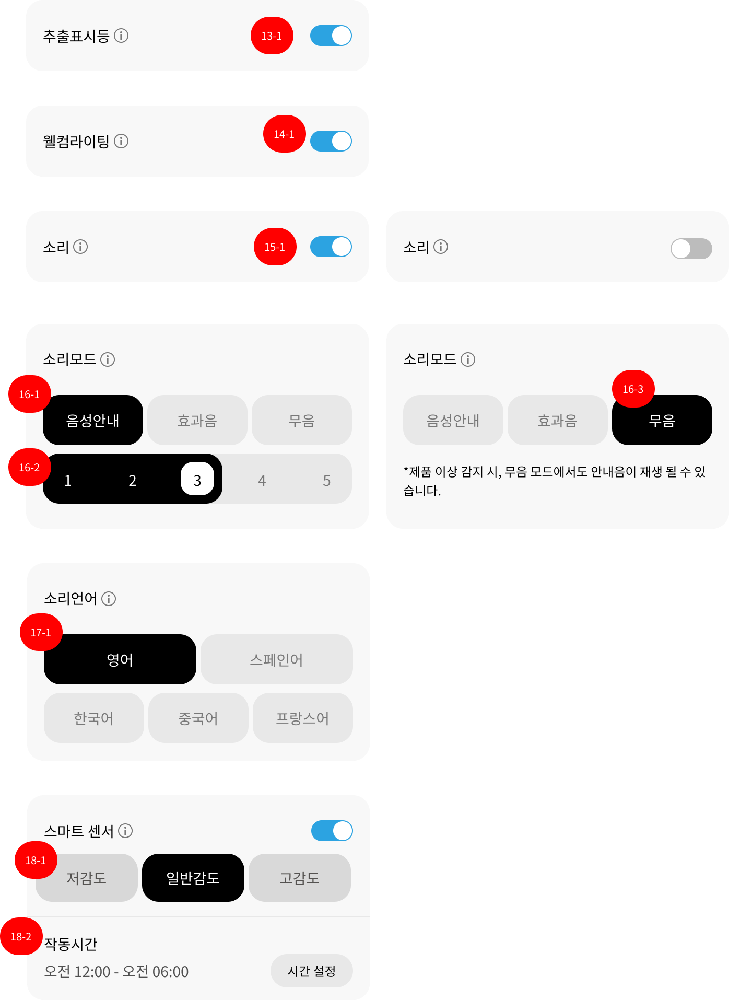 추출표시등
13-1
웰컴라이팅
14-1
소리
15-1
소리
소리모드
16-1
음성안내 효과음 무음
16-2
1 2 3 4 5
소리모드
16-3
음성안내 효과음 무음
*제품 이상 감지 시, 무음 모드에서도 안내음이 재생 될 수 있
습니다.
소리언어
17-1
영어 스페인어
한국어 중국어 프랑스어
스마트 센서
18-1
저감도 일반감도 고감도
18-2
작동시간
오전 12:00 - 오전 06:00
시간 설정